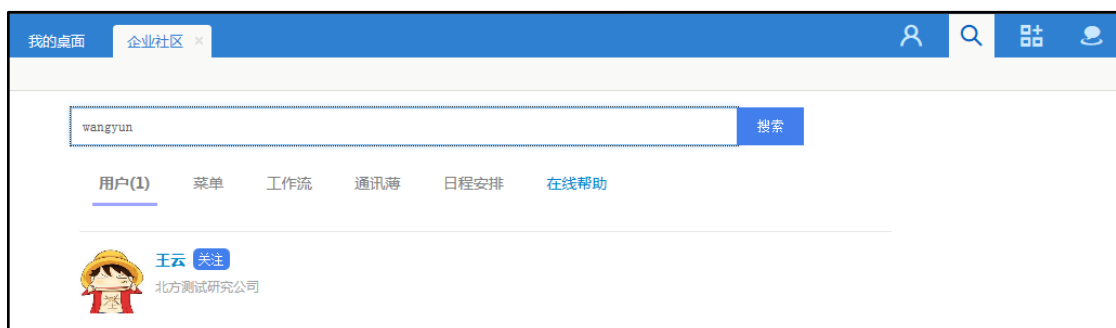 我的桌面 企业社区 ×
wangyun 搜索
用户(1) 菜单 工作流 通讯薄 日程安排 在线帮助
王云 关注
北方测试研究公司